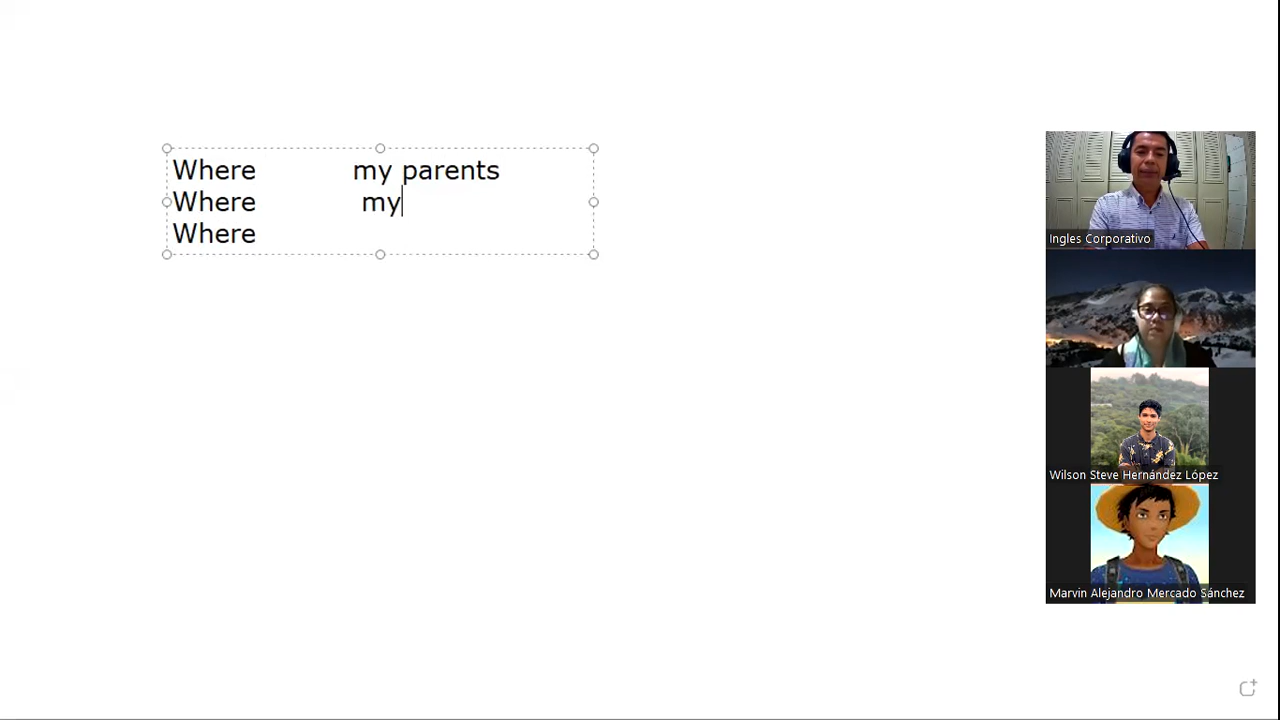 Where my parents
Where my
Where
Ingles Corporativo
Wilson Steve Hernández López
Marvin Alejandro Mercado Sánchez